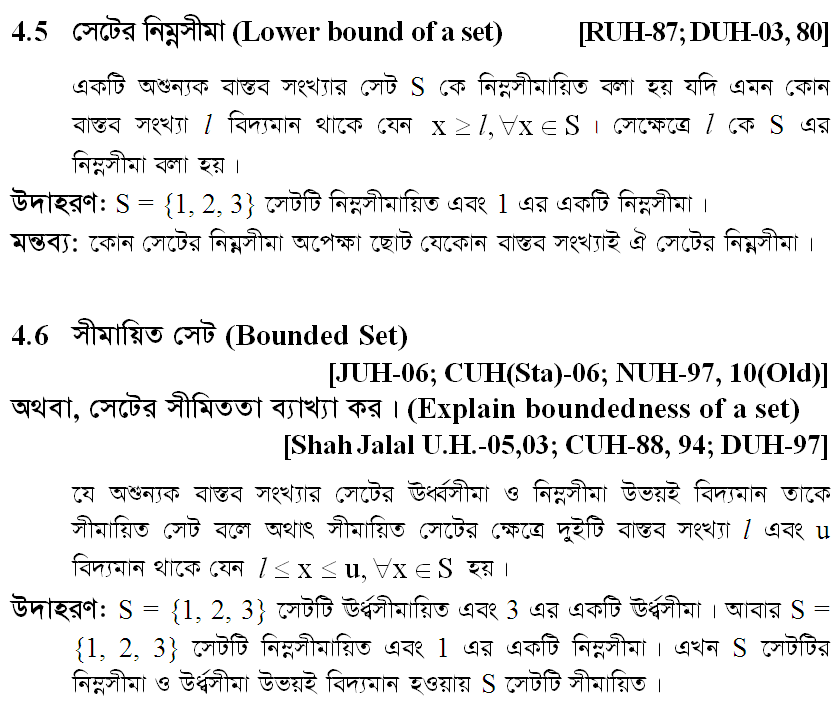 4.5 সেটের নিম্নসীমা (Lower bound of a set) [RUH-87; DUH-03, 80]
একটি অশুন্যক বাস্তব সংখ্যার সেট S কে নিম্নসীমায়িত বলা হয় যদি এমন কোন
বাস্তব সংখ্যা l বিদ্যমান থাকে যেন x ≥ l, ∀x ∈ S । সেক্ষেত্রে l কে S এর
নিম্নসীমা বলা হয় ।
উদাহরণ: S = {1, 2, 3} সেটটি নিম্নসীমায়িত এবং 1 এর একটি নিম্নসীমা ।
মন্তব্য: কোন সেটের নিম্নসীমা অপেক্ষা ছোট যেকোন বাস্তব সংখ্যাই ঐ সেটের নিম্নসীমা ।
4.6 সীমায়িত সেট (Bounded Set)
[JUH-06; CUH(Sta)-06; NUH-97, 10(Old)]
অথবা, সেটের সীমিততা ব্যাখ্যা কর । (Explain boundedness of a set)
[Shah Jalal U.H.-05,03; CUH-88, 94; DUH-97]
যে অশুন্যক বাস্তব সংখ্যার সেটের ঊর্ধ্বসীমা ও নিম্নসীমা উভয়ই বিদ্যমান তাকে
সীমায়িত সেট বলে অথাৎ সীমায়িত সেটের ক্ষেত্রে দুইটি বাস্তব সংখ্যা l এবং u
বিদ্যমান থাকে যেন l ≤ x ≤ u, ∀x ∈ S হয় ।
উদাহরণ: S = {1, 2, 3} সেটটি ঊর্ধ্বসীমায়িত এবং 3 এর একটি ঊর্ধ্বসীমা । আবার S =
{1, 2, 3} সেটটি নিম্নসীমায়িত এবং 1 এর একটি নিম্নসীমা । এখন S সেটটির
নিম্নসীমা ও উর্ধ্বসীমা উভয়ই বিদ্যমান হওয়ায় S সেটটি সীমায়িত ।